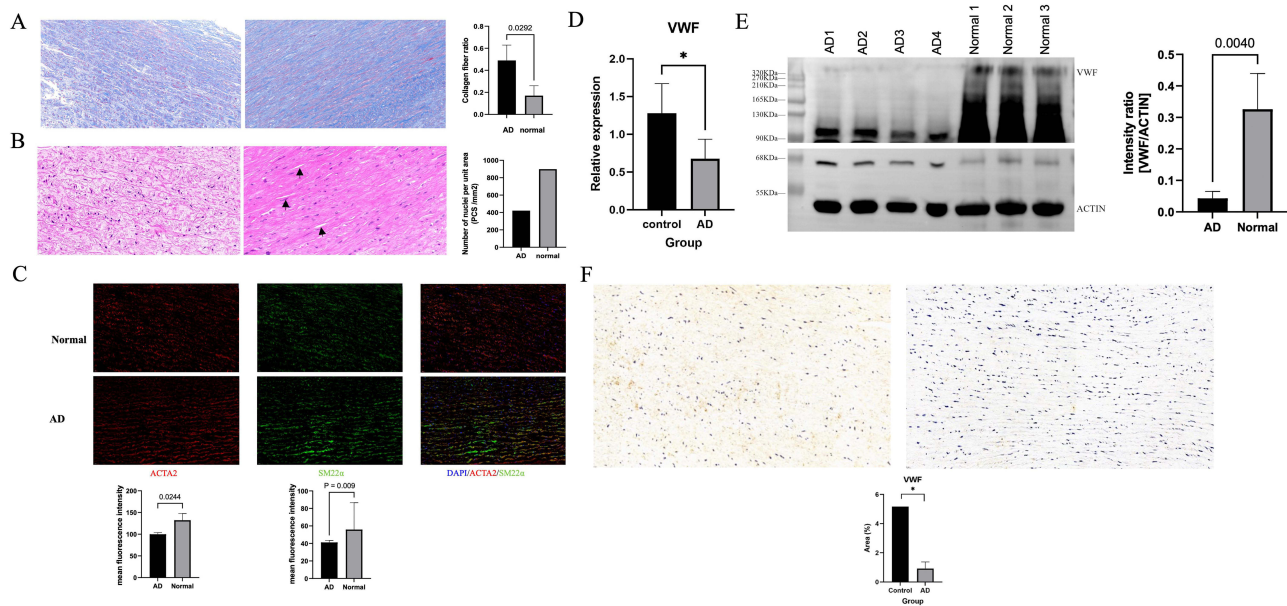 A
Collagen fiber ratio
0.8
0.6
0.4
0.2
0.0
0.0292
AD normal
B
Number of nuclei per unit area
(PCS /mm2)
1000
800
600
400
200
0
AD normal
C
Normal
AD
ACTA2
SM22α
DAPI/ACTA2/SM22α
mean fluorescence intensity
200
150
100
50
0
0.0244
AD Normal
mean fluorescence intensity
100
80
60
40
20
0
P = 0.009
AD Normal
D
VWF
Relative expression
2.0
1.5
1.0
0.5
0.0
*
control AD
Group
E
AD1
AD2
AD3
AD4
Normal 1
Normal 2
Normal 3
320KDa
270KDa
210KDa
165KDa
130KDa
90KDa
68KDa
55KDa
VWF
ACTIN
Intensity ratio
[VWF/ACTIN]
0.5
0.4
0.3
0.2
0.1
0.0
0.0040
AD Normal
F
VWF
Area (%)
6
4
2
0
*
Control AD
Group